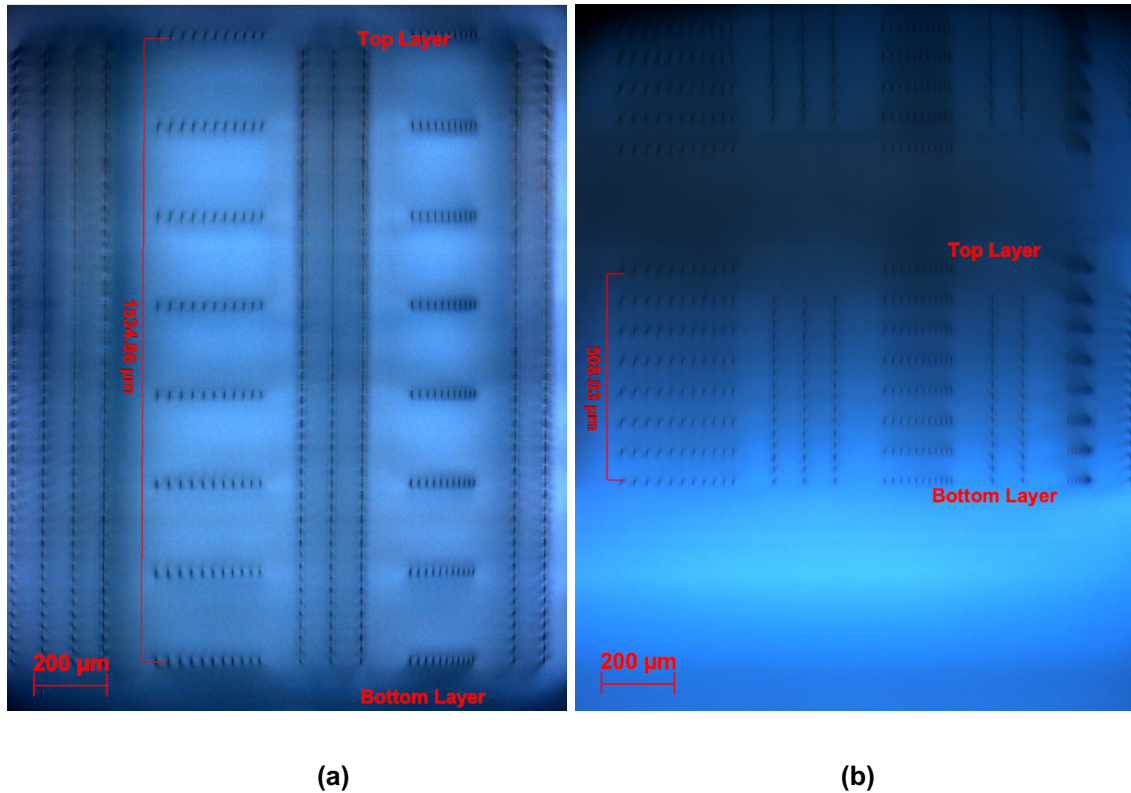 Top Layer
1534.86 µm
200 µm
Bottom Layer
(a)
Top Layer
508.03 µm
Bottom Layer
200 µm
(b)